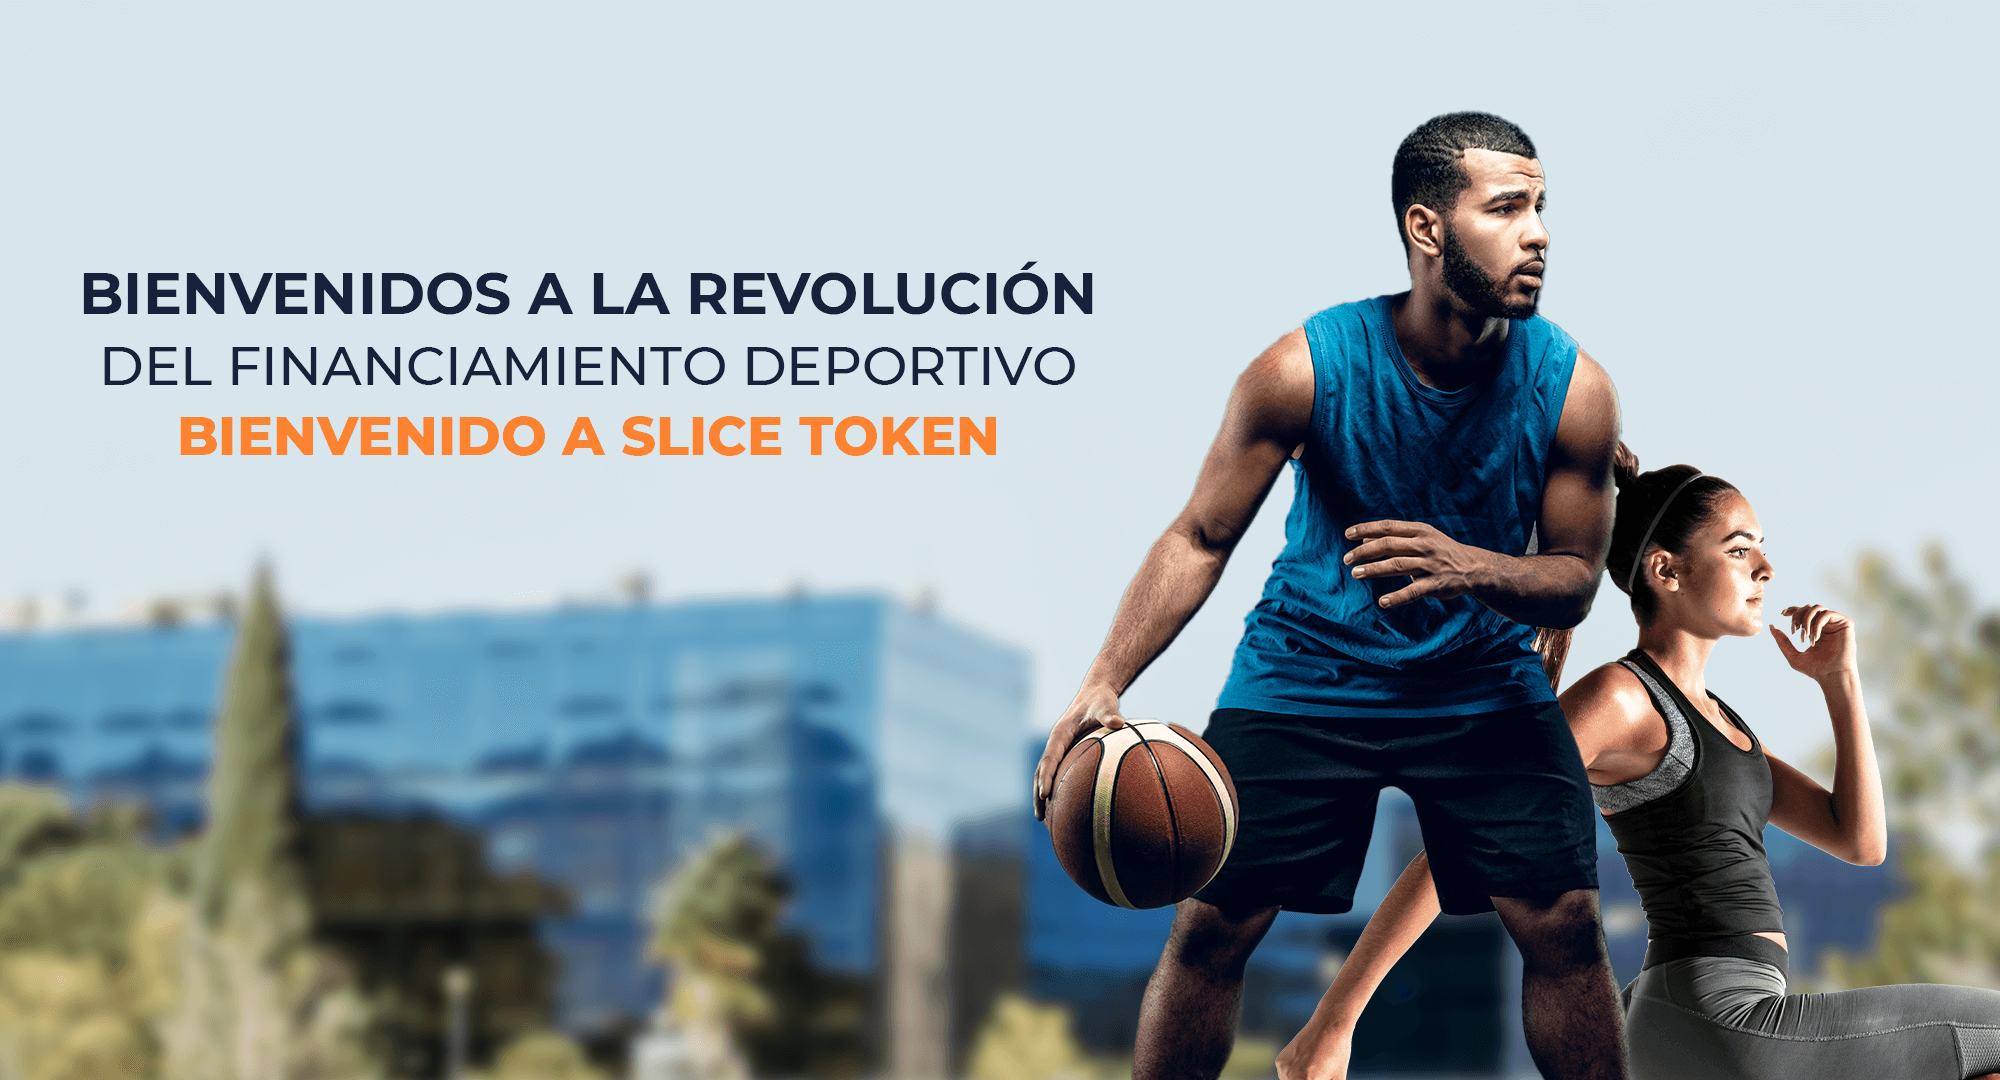 BIENVENIDOS A LA REVOLUCIÓN
DEL FINANCIAMIENTO DEPORTIVO
BIENVENIDO A SLICE TOKEN